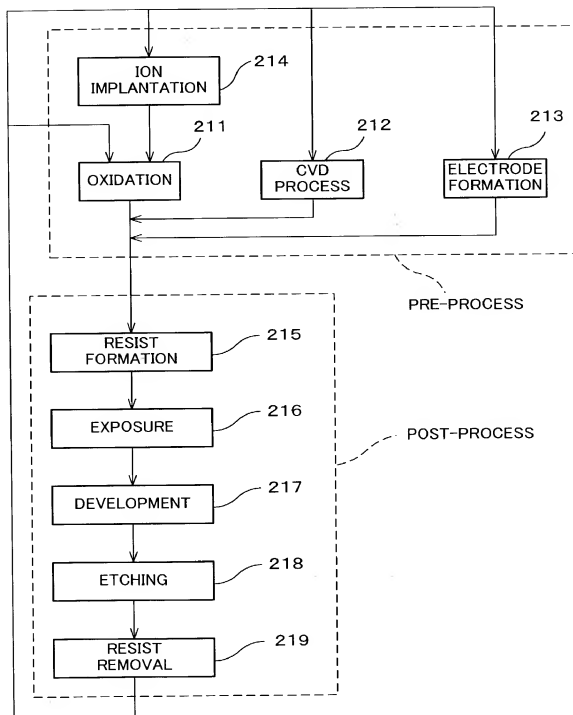 ION
IMPLANTATION
214
211
212
213
OXIDATION
CVD
PROCESS
ELECTRODE
FORMATION
PRE-PROCESS
RESIST
FORMATION
215
EXPOSURE
216
POST-PROCESS
DEVELOPMENT
217
ETCHING
218
RESIST
REMOVAL
219